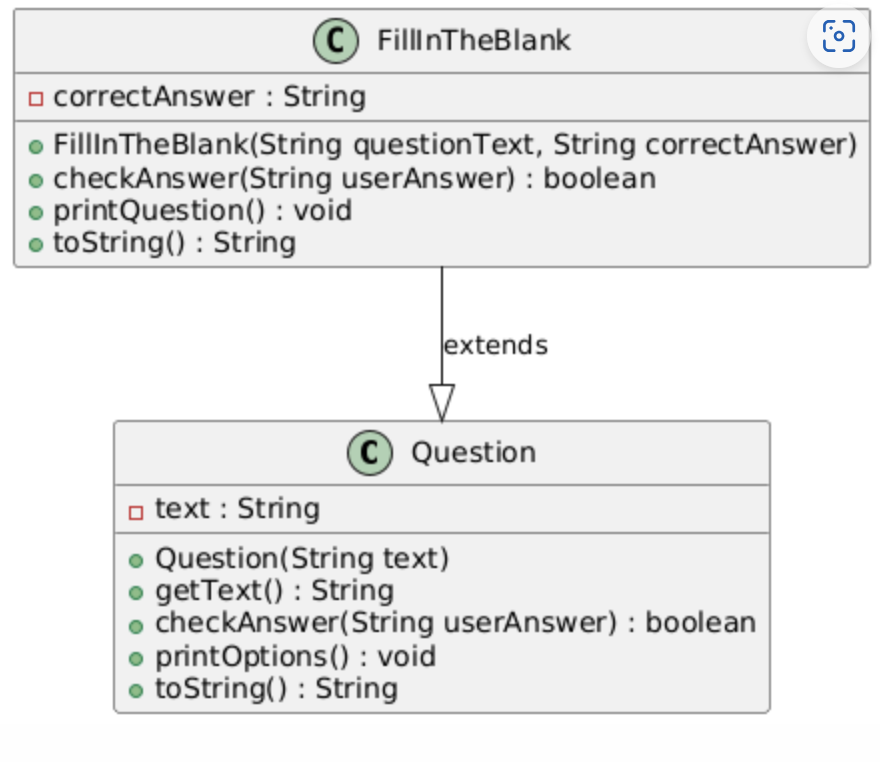 C FillInTheBlank
correctAnswer : String
FillInTheBlank(String questionText, String correctAnswer)
checkAnswer(String userAnswer) : boolean
printQuestion() : void
toString() : String
extends
C Question
text : String
Question(String text)
getText() : String
checkAnswer(String userAnswer) : boolean
printOptions() : void
toString() : String